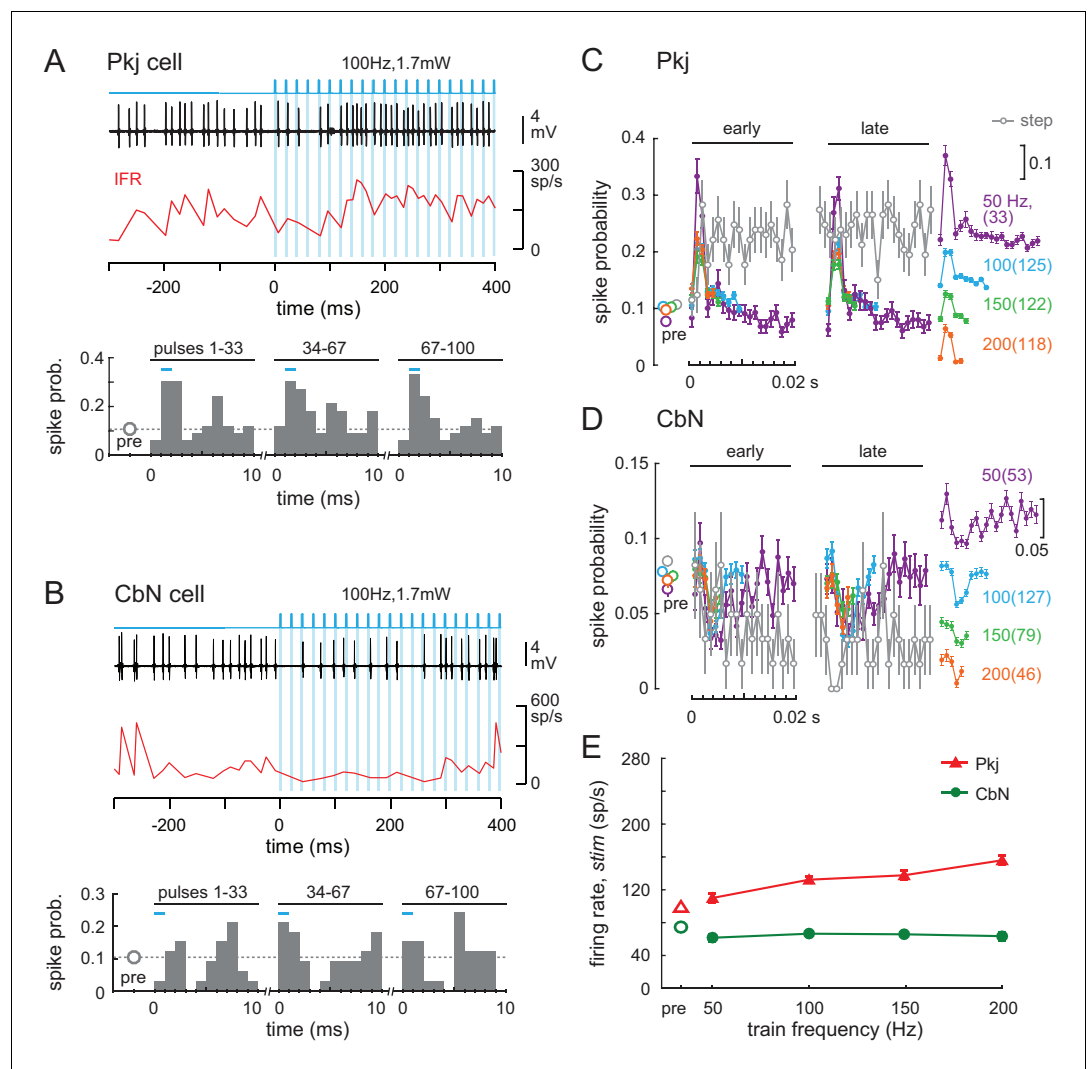 A Pkj cell
100Hz,1.7mW
4
mV
300
sp/s
IFR
0
-200 0 200 400
time (ms)
spike prob.
0.4
0.2
0
pulses 1-33 34-67 67-100
pre
0 10 0 10 0 10
time (ms)
B CbN cell
100Hz,1.7mW
4
mV
600
sp/s
0
-200 0 200 400
time (ms)
spike prob.
0.3
0.2
0.1
0
pulses 1-33 34-67 67-100
pre
0 10 0 10 0 10
time (ms)
C Pkj
early late
step
0.1
spike probability
0.4
0.3
0.2
0.1
0
pre
0 0.02 s
50 Hz,
(33)
100(125)
150(122)
200(118)
D CbN
early late
spike probability
0.15
0.1
0.05
0
pre
0 0.02 s
50(53)
0.05
100(127)
150(79)
200(46)
E
Pkj
CbN
firing rate, stim (sp/s)
280
200
120
40
0
pre 50 100 150 200
train frequency (Hz)